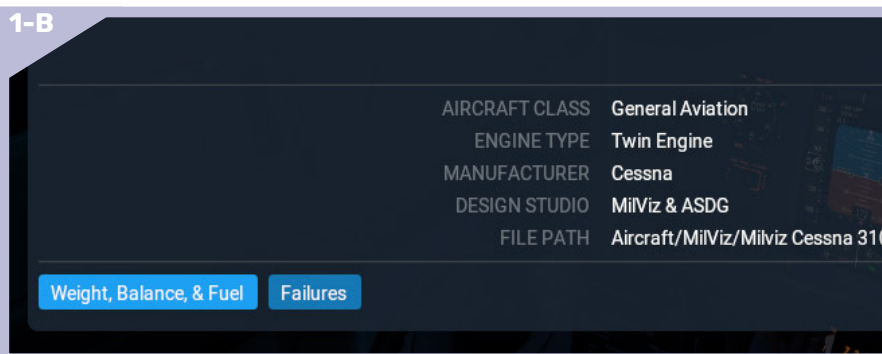 1-B
AIRCRAFT CLASS General Aviation
ENGINE TYPE Twin Engine
MANUFACTURER Cessna
DESIGN STUDIO MilViz & ASDG
FILE PATH Aircraft/MilViz/Milviz Cessna 310
Weight, Balance, & Fuel Failures